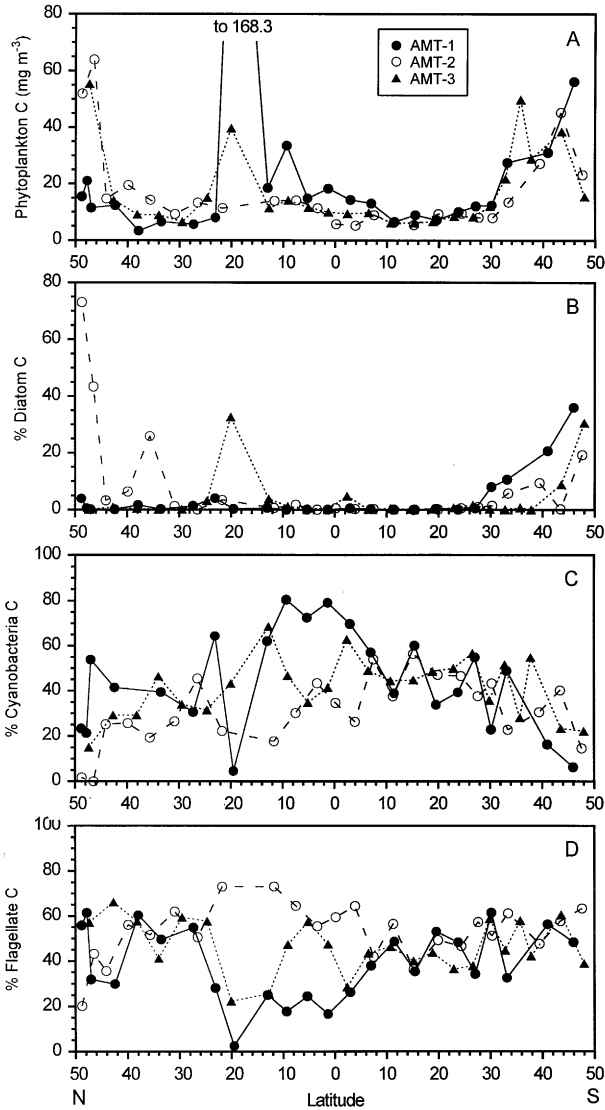 to 168.3
A
AMT-1
AMT-2
AMT-3
Phytoplankton C (mg m-3)
80
60
40
20
0
50 40 30 20 10 0 10 20 30 40 50
B
% Diatom C
80
60
40
20
0
50 40 30 20 10 0 10 20 30 40 50
C
% Cyanobacteria C
100
80
60
40
20
0
50 40 30 20 10 0 10 20 30 40 50
D
% Flagellate C
100
80
60
40
20
0
50 40 30 20 10 0 10 20 30 40 50
N Latitude S